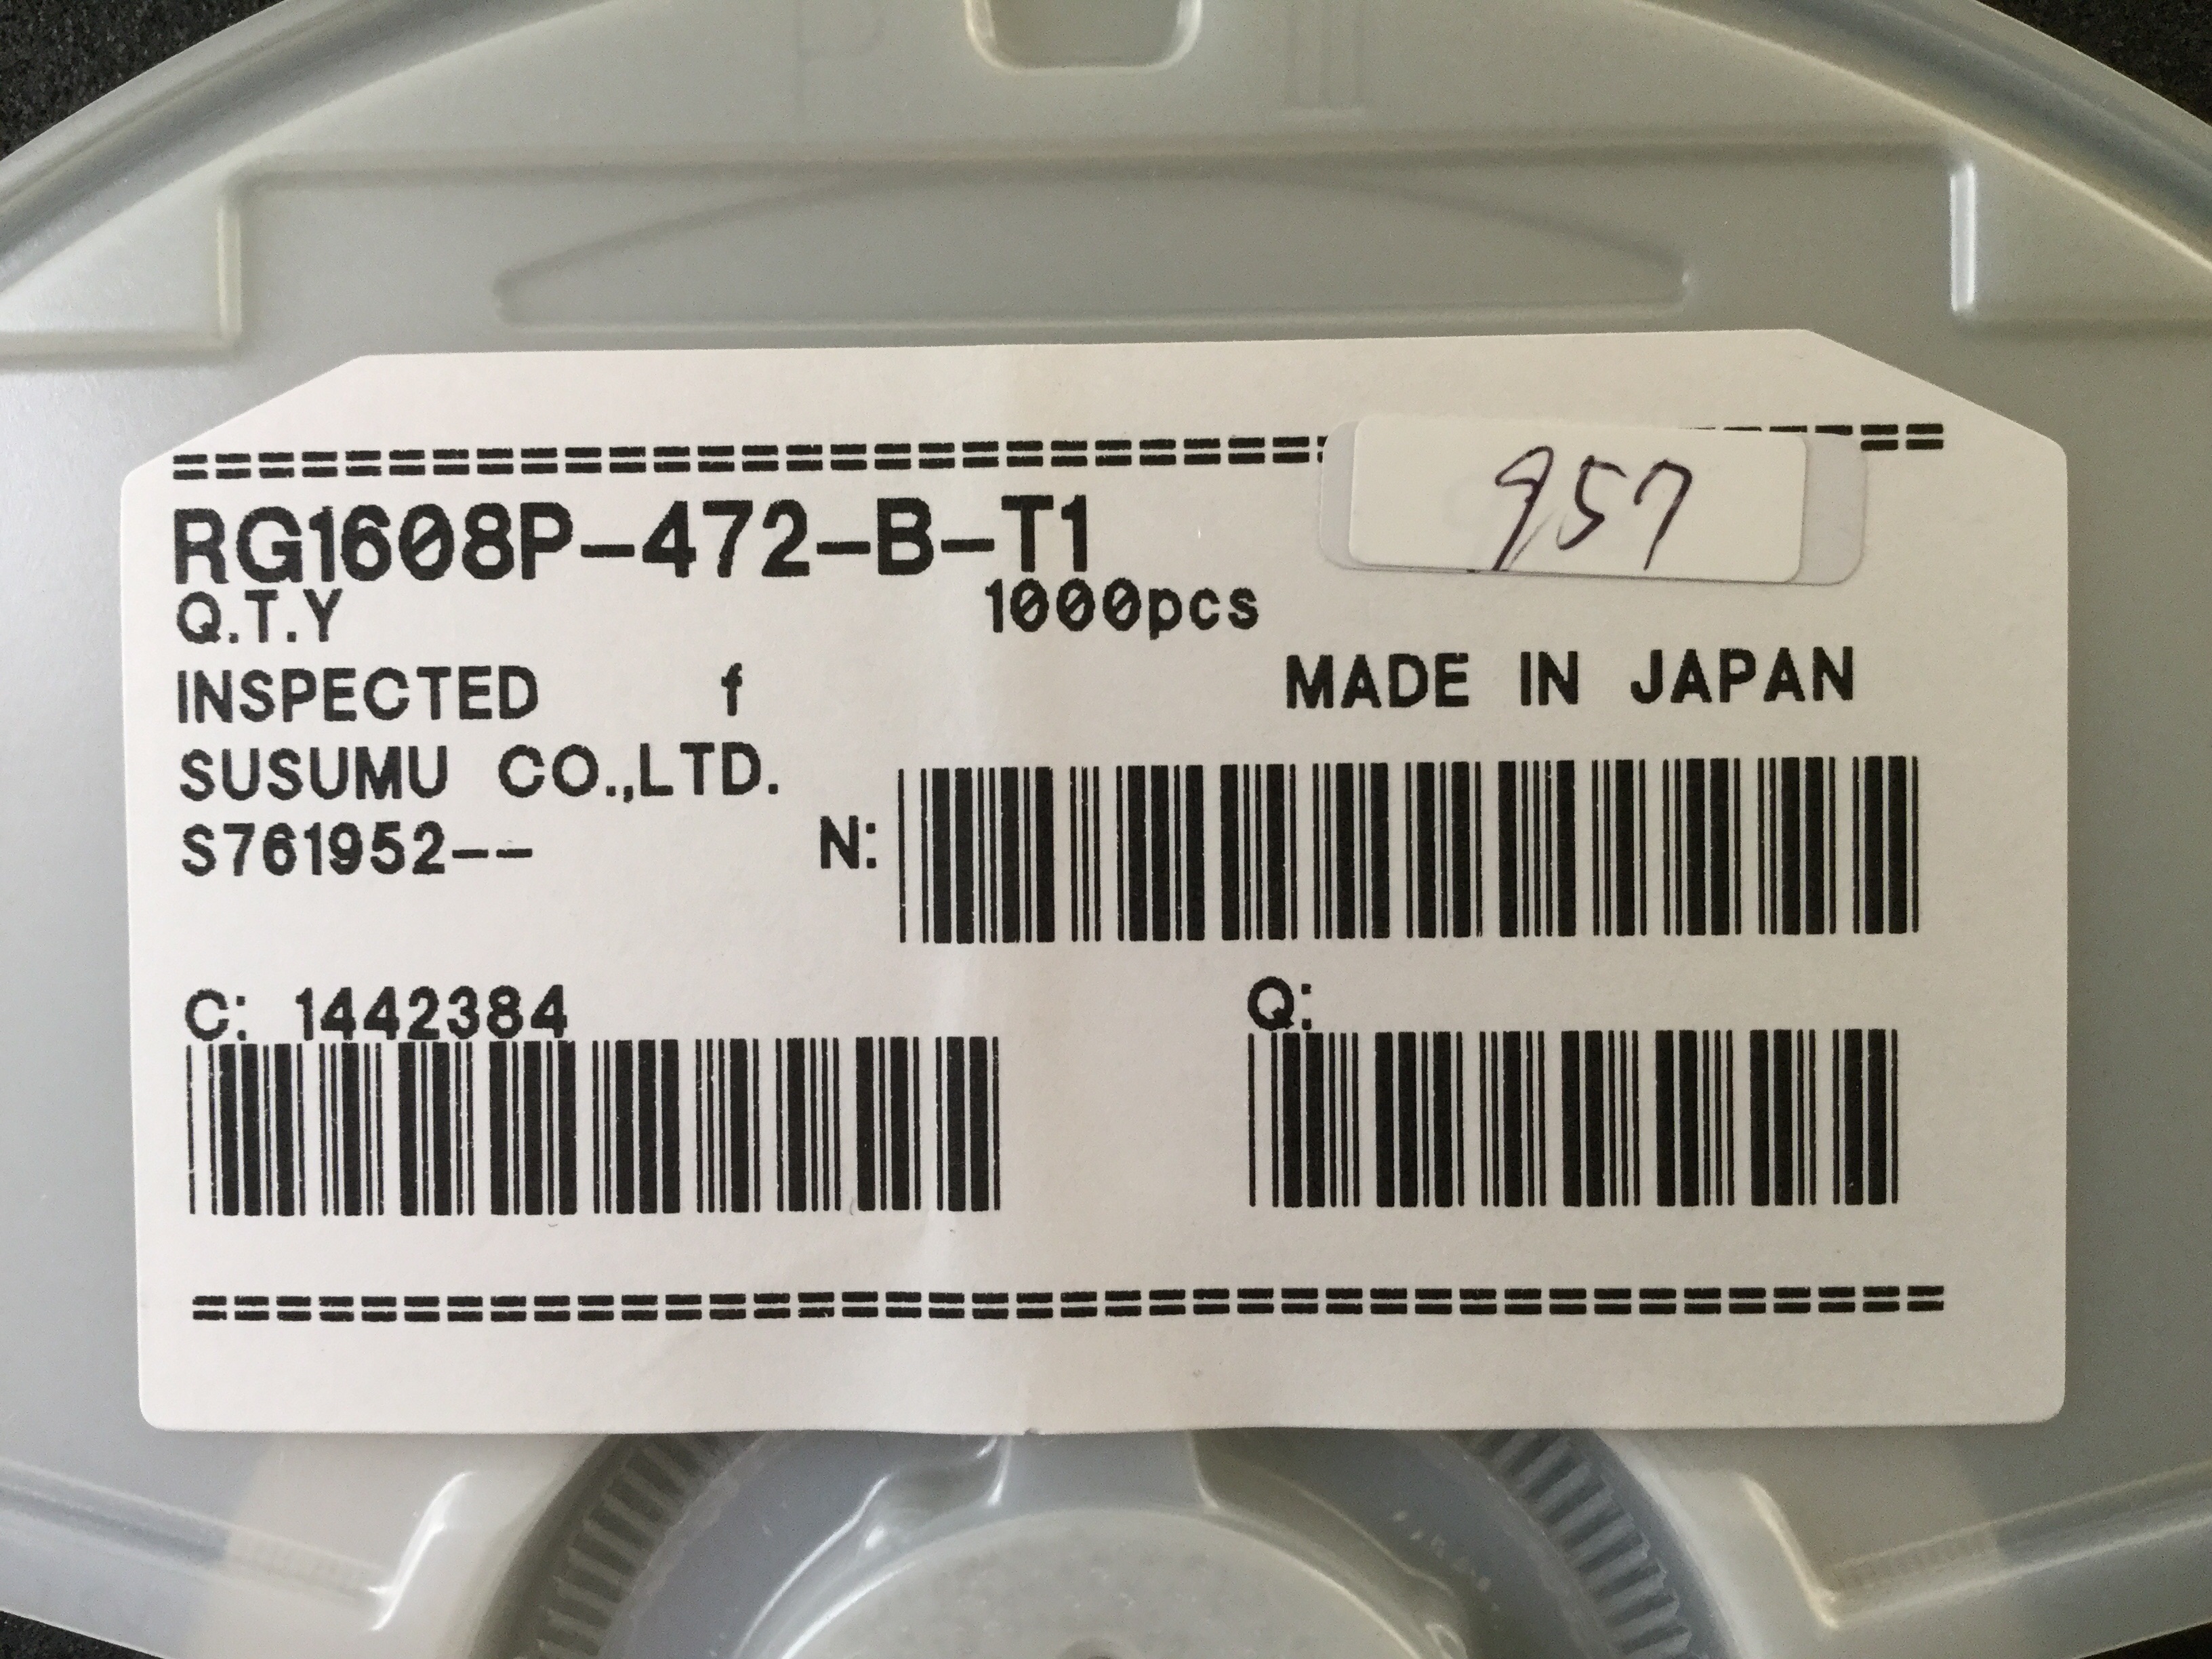 ================================
RG1608P-472-B-T1
957
Q.T.Y 1000pcs
INSPECTED f MADE IN JAPAN
SUSUMU CO.,LTD.
S761952-- N:
C: 1442384 Q:
========================================